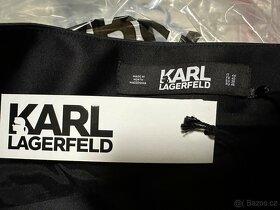 MADE IN
NORTH
MACEDONIA
KARL
LAGERFELD
KARL
LAGERFELD
bazos.cz